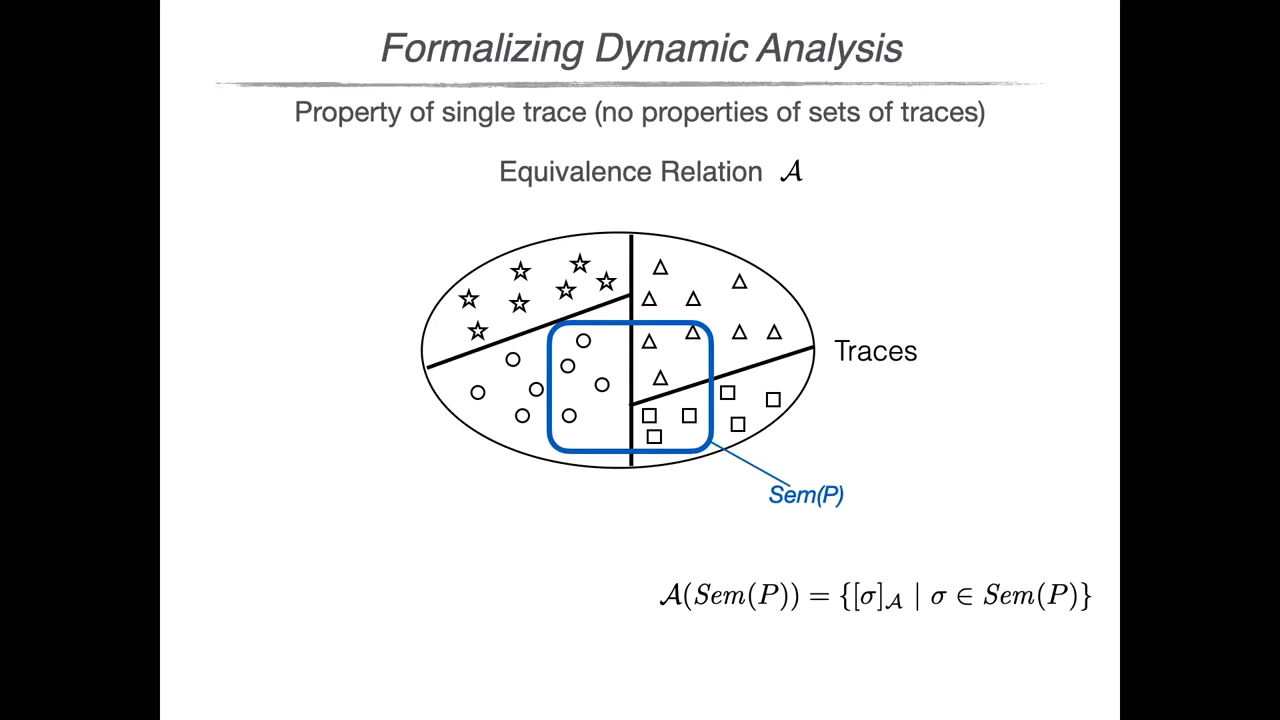 Formalizing Dynamic Analysis
Property of single trace (no properties of sets of traces)
Equivalence Relation 𝒜
Traces
Sem(P)
𝒜(Sem(P)) = {[σ]𝒜 | σ ∈ Sem(P)}